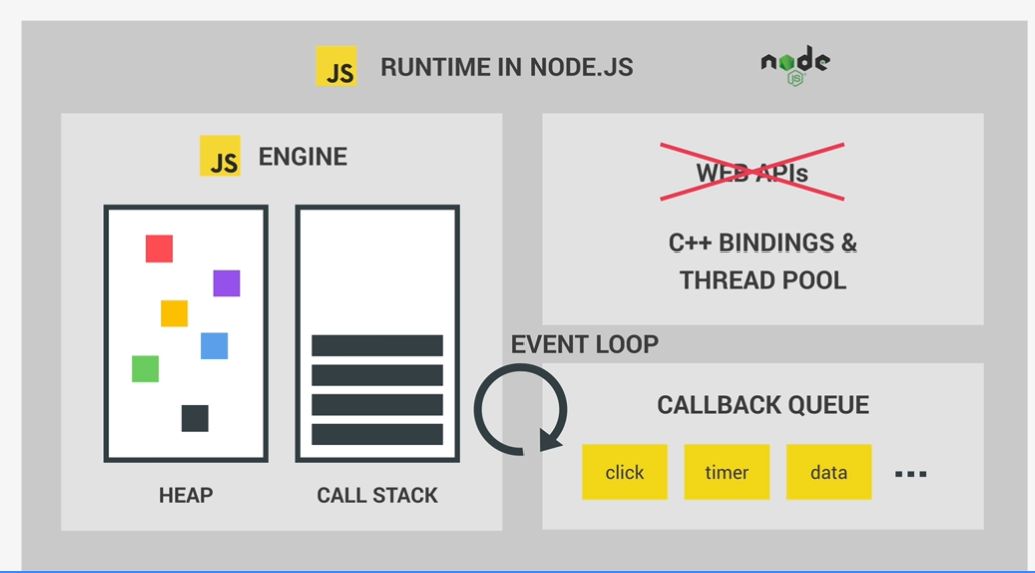 JS RUNTIME IN NODE.JS
node
JS
JS ENGINE
WEB APIs
C++ BINDINGS &
THREAD POOL
EVENT LOOP
CALLBACK QUEUE
click timer data ...
HEAP CALL STACK